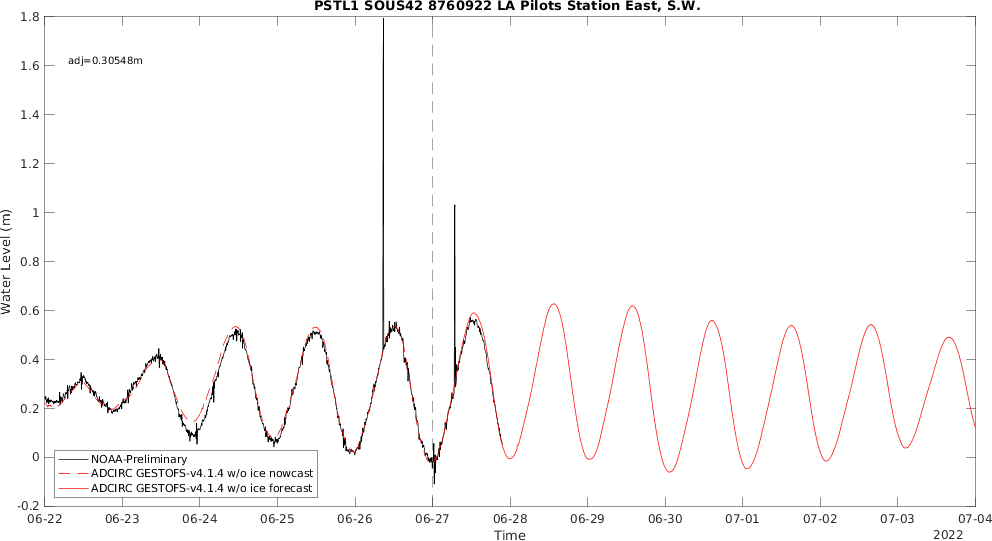 PSTL1 SOUS42 8760922 LA Pilots Station East, S.W.
adj=0.30548m
Water Level (m)
1.8
1.6
1.4
1.2
1
0.8
0.6
0.4
0.2
0
-0.2
NOAA-Preliminary
ADCIRC GESTOFS-v4.1.4 w/o ice nowcast
ADCIRC GESTOFS-v4.1.4 w/o ice forecast
06-22 06-23 06-24 06-25 06-26 06-27 06-28 06-29 06-30 07-01 07-02 07-03 07-04
Time
2022